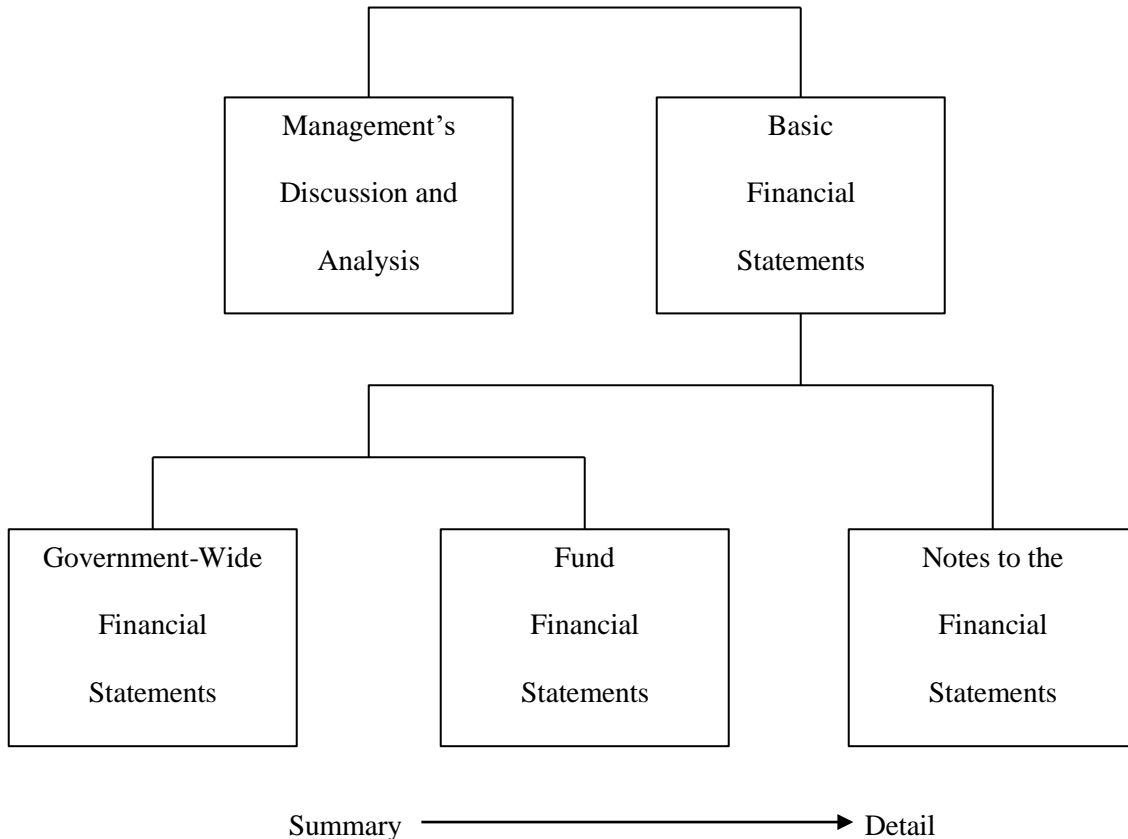 Management’s
Discussion and
Analysis
Basic
Financial
Statements
Government-Wide
Financial
Statements
Fund
Financial
Statements
Notes to the
Financial
Statements
Summary
Detail